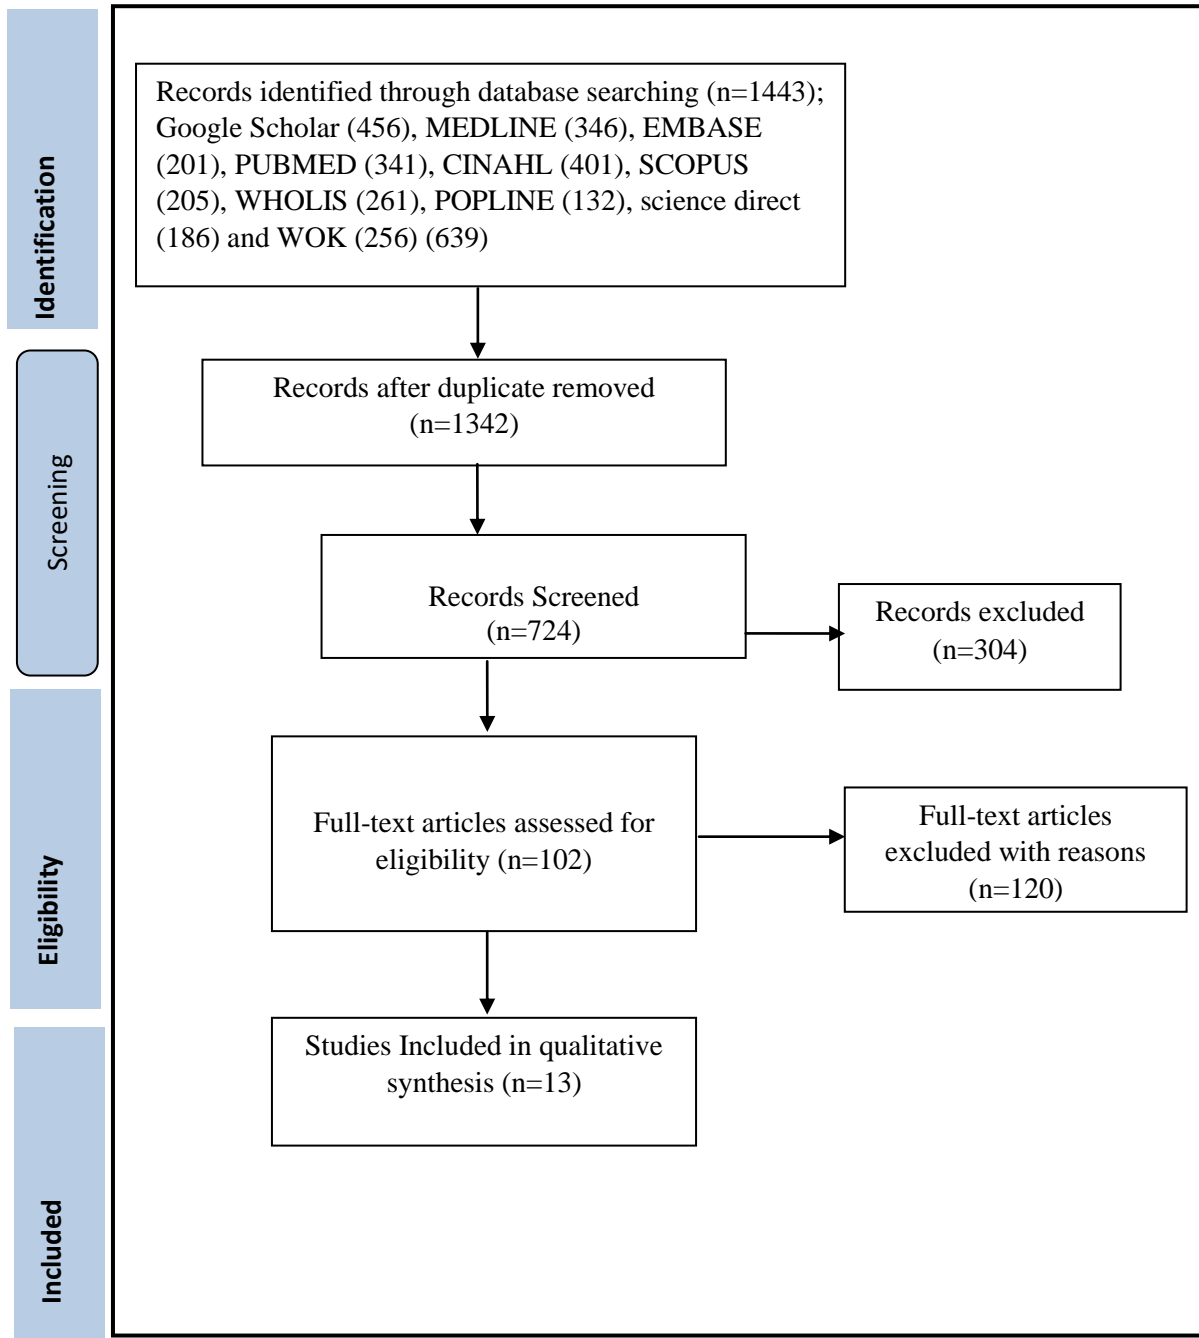 Identification
Records identified through database searching (n=1443);
Google Scholar (456), MEDLINE (346), EMBASE
(201), PUBMED (341), CINAHL (401), SCOPUS
(205), WHOLIS (261), POPLINE (132), science direct
(186) and WOK (256) (639)
Screening
Records after duplicate removed
(n=1342)
Records Screened
(n=724)
Records excluded
(n=304)
Eligibility
Full-text articles assessed for
eligibility (n=102)
Full-text articles
excluded with reasons
(n=120)
Included
Studies Included in qualitative
synthesis (n=13)